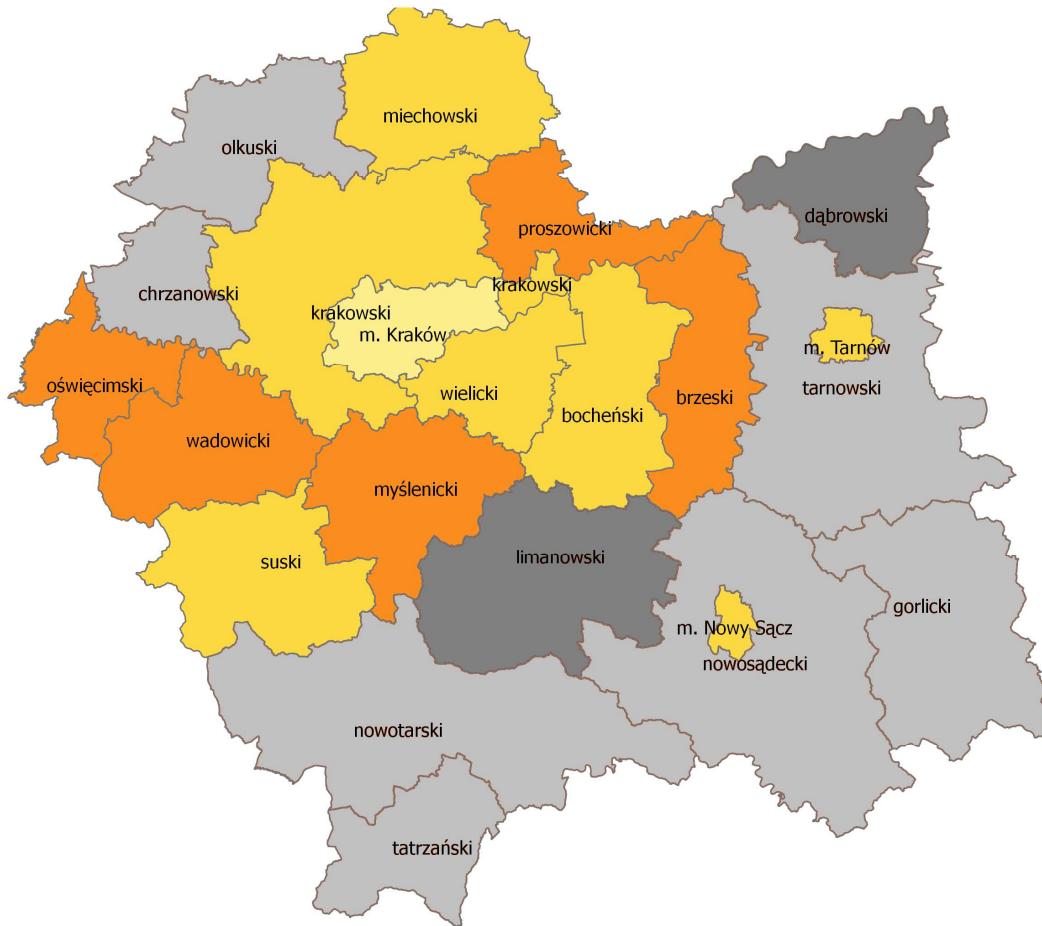 miechowski
olkuski
dąbrowski
proszowicki
krakowski
chrzanowski
krakowski
m. Kraków
m. Tarnów
oświęcimski
tarnowski
wielicki
brzeski
bocheński
wadowicki
myślenicki
limanowski
suski
gorlicki
m. Nowy Sącz
nowosądecki
nowotarski
tatrzański